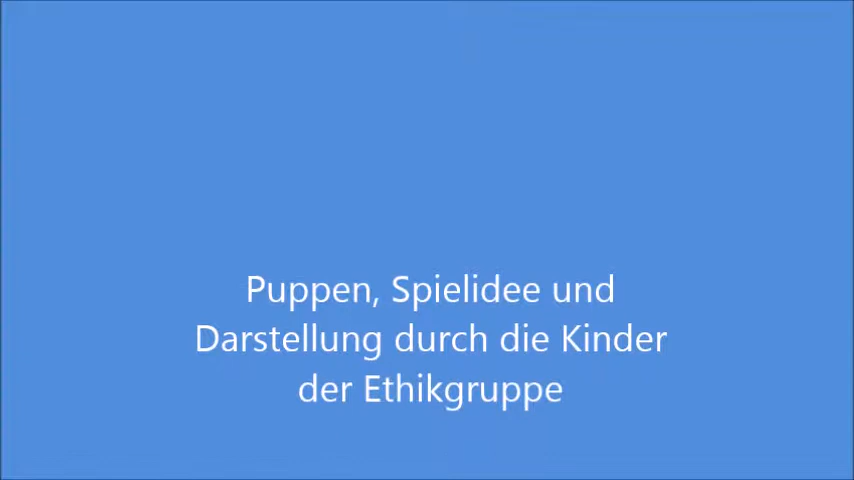 Puppen, Spielidee und
Darstellung durch die Kinder
der Ethikgruppe